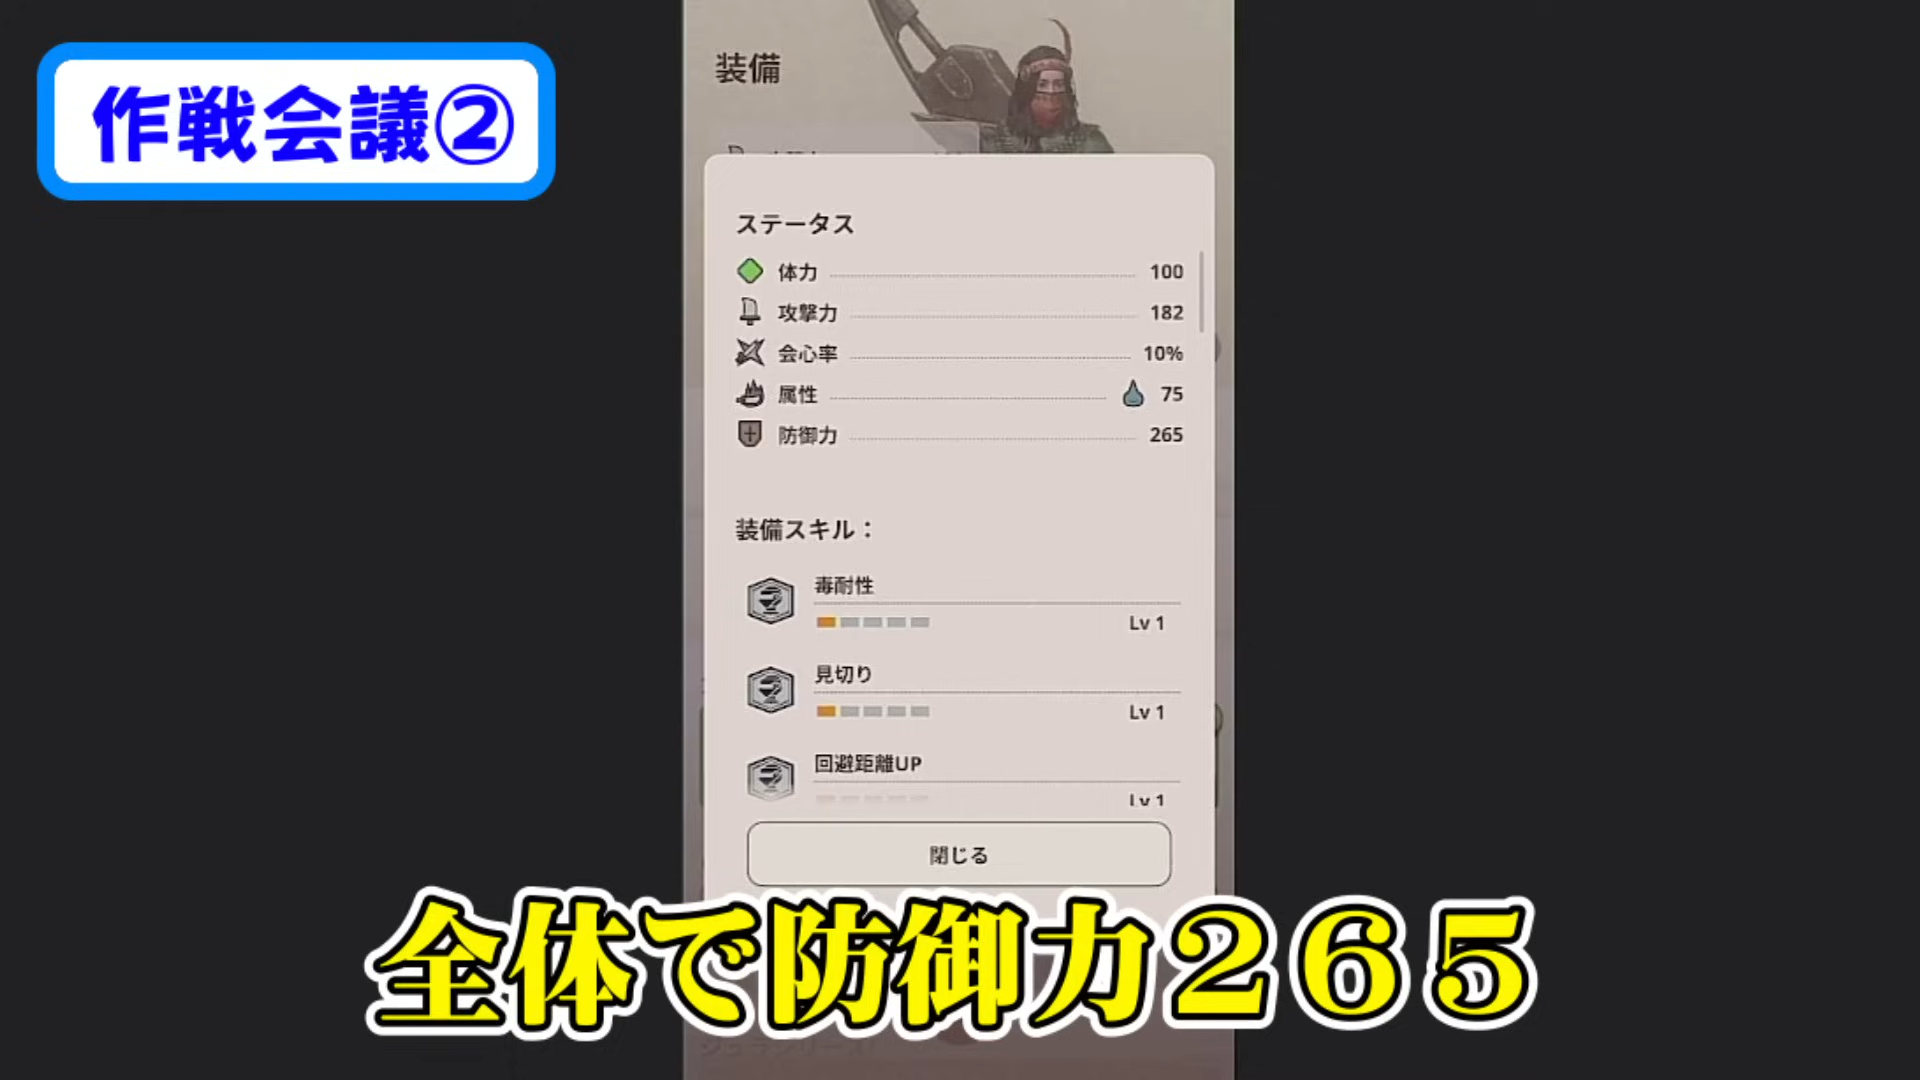 作戦会議②
装備
ステータス
体力 100
攻撃力 182
会心率 10%
属性 75
防御力 265
装備スキル：
毒耐性
Lv 1
見切り
Lv 1
回避距離UP
Lv 1
閉じる
全体で防御力２６５